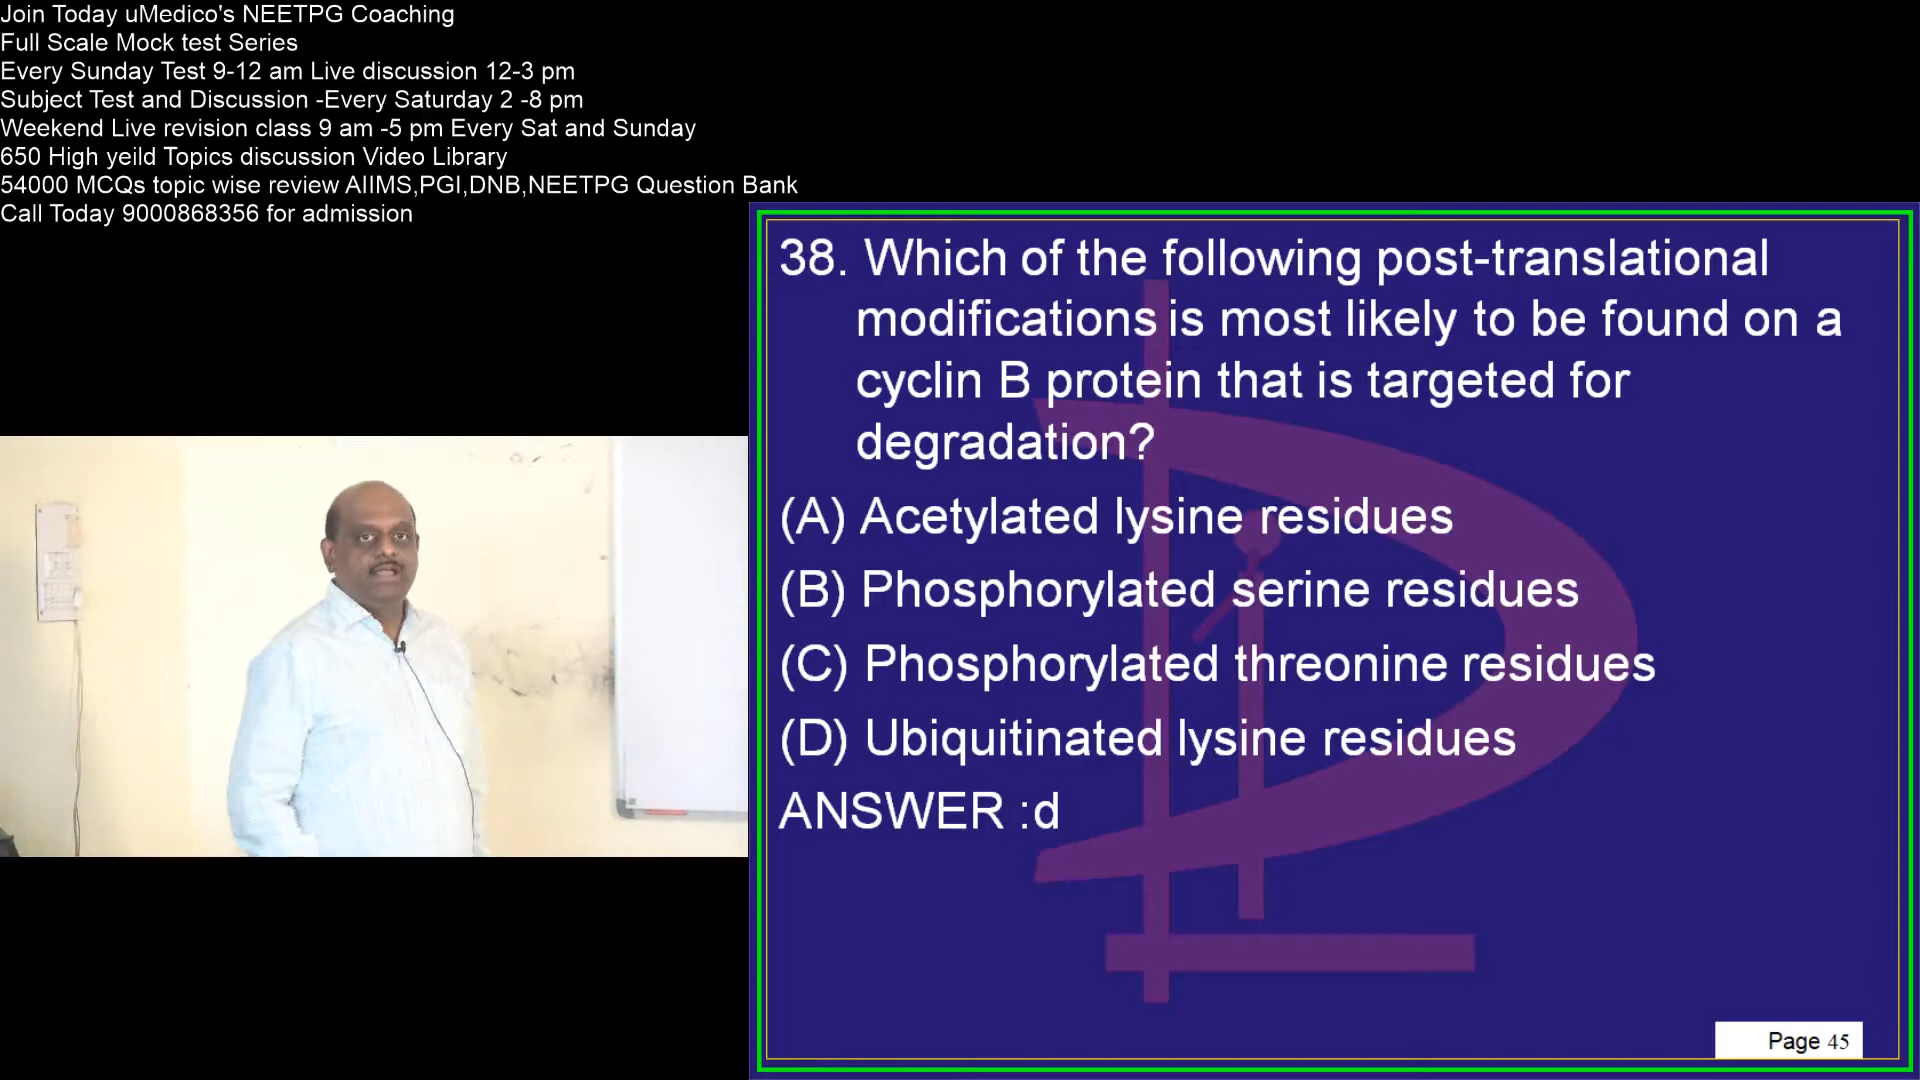 Join Today uMedico's NEETPG Coaching
Full Scale Mock test Series
Every Sunday Test 9-12 am Live discussion 12-3 pm
Subject Test and Discussion -Every Saturday 2 -8 pm
Weekend Live revision class 9 am -5 pm Every Sat and Sunday
650 High yeild Topics discussion Video Library
54000 MCQs topic wise review AIIMS,PGI,DNB,NEETPG Question Bank
Call Today 9000868356 for admission
38. Which of the following post-translational
modifications is most likely to be found on a
cyclin B protein that is targeted for
degradation?
(A) Acetylated lysine residues
(B) Phosphorylated serine residues
(C) Phosphorylated threonine residues
(D) Ubiquitinated lysine residues
ANSWER :d
Page 45